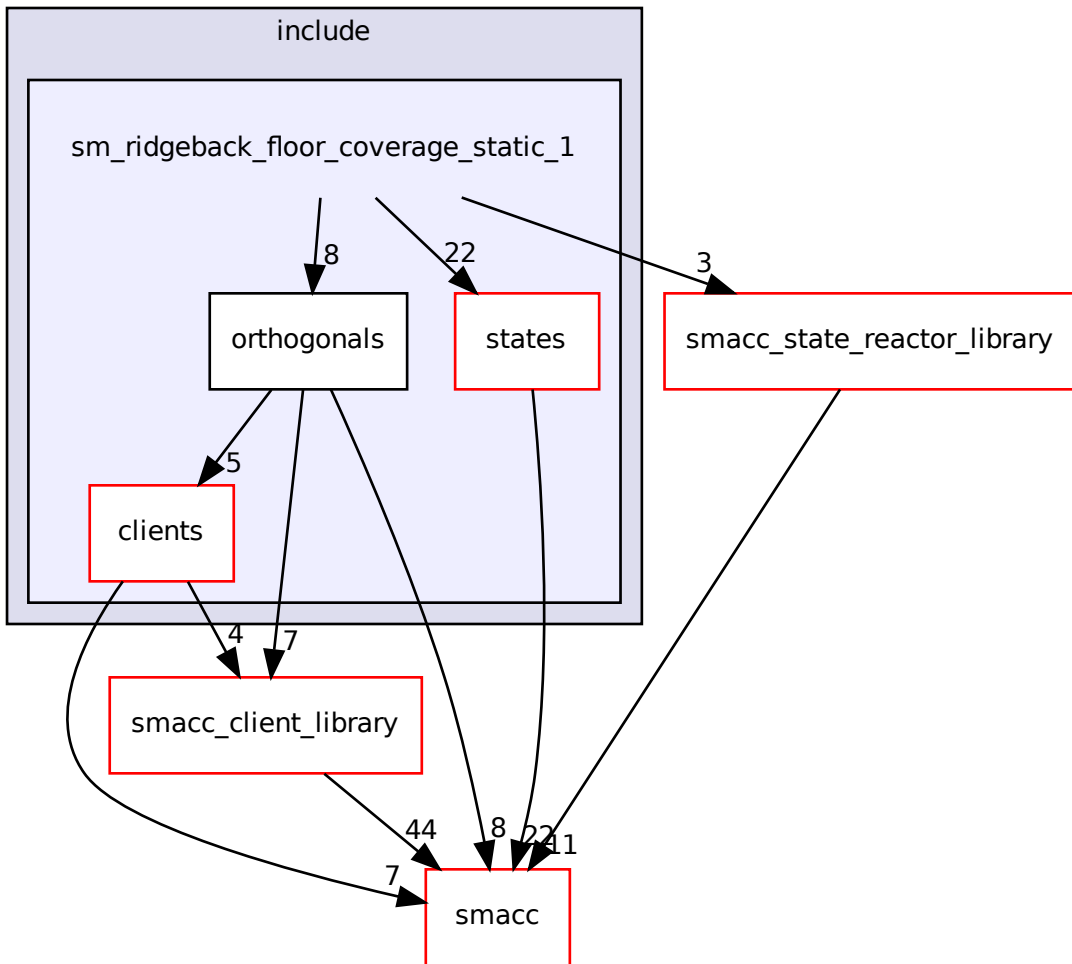 include
sm_ridgeback_floor_coverage_static_1
8
22
3
orthogonals
states
smacc_state_reactor_library
5
clients
4
7
smacc_client_library
44
8
22
11
7
smacc